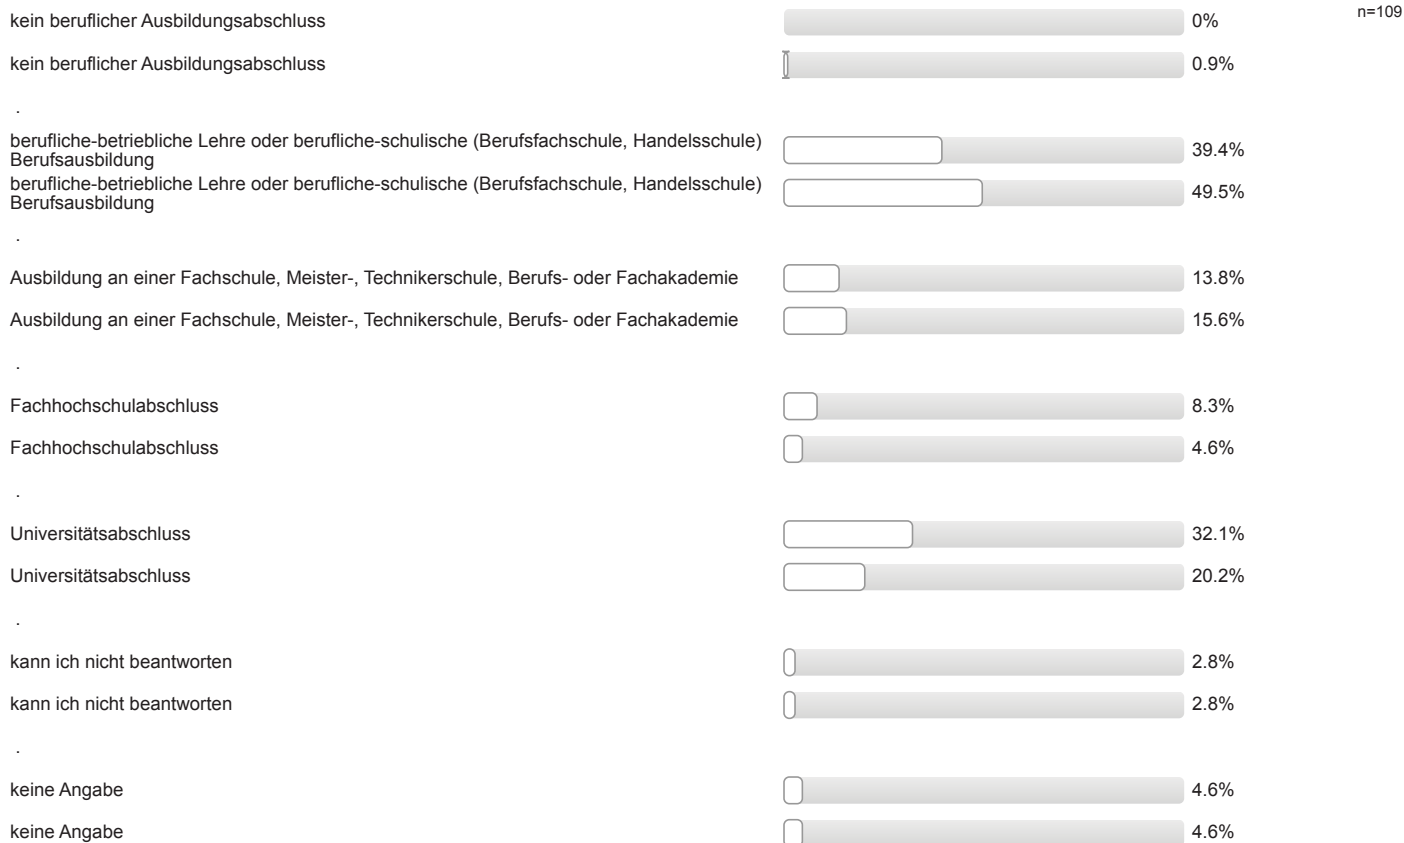 kein beruflicher Ausbildungsabschluss 0% n=109
kein beruflicher Ausbildungsabschluss 0.9%
.
berufliche-betriebliche Lehre oder berufliche-schulische (Berufsfachschule, Handelsschule)
Berufsausbildung 39.4%
berufliche-betriebliche Lehre oder berufliche-schulische (Berufsfachschule, Handelsschule)
Berufsausbildung 49.5%
.
Ausbildung an einer Fachschule, Meister-, Technikerschule, Berufs- oder Fachakademie 13.8%
Ausbildung an einer Fachschule, Meister-, Technikerschule, Berufs- oder Fachakademie 15.6%
.
Fachhochschulabschluss 8.3%
Fachhochschulabschluss 4.6%
.
Universitätsabschluss 32.1%
Universitätsabschluss 20.2%
.
kann ich nicht beantworten 2.8%
kann ich nicht beantworten 2.8%
.
keine Angabe 4.6%
keine Angabe 4.6%